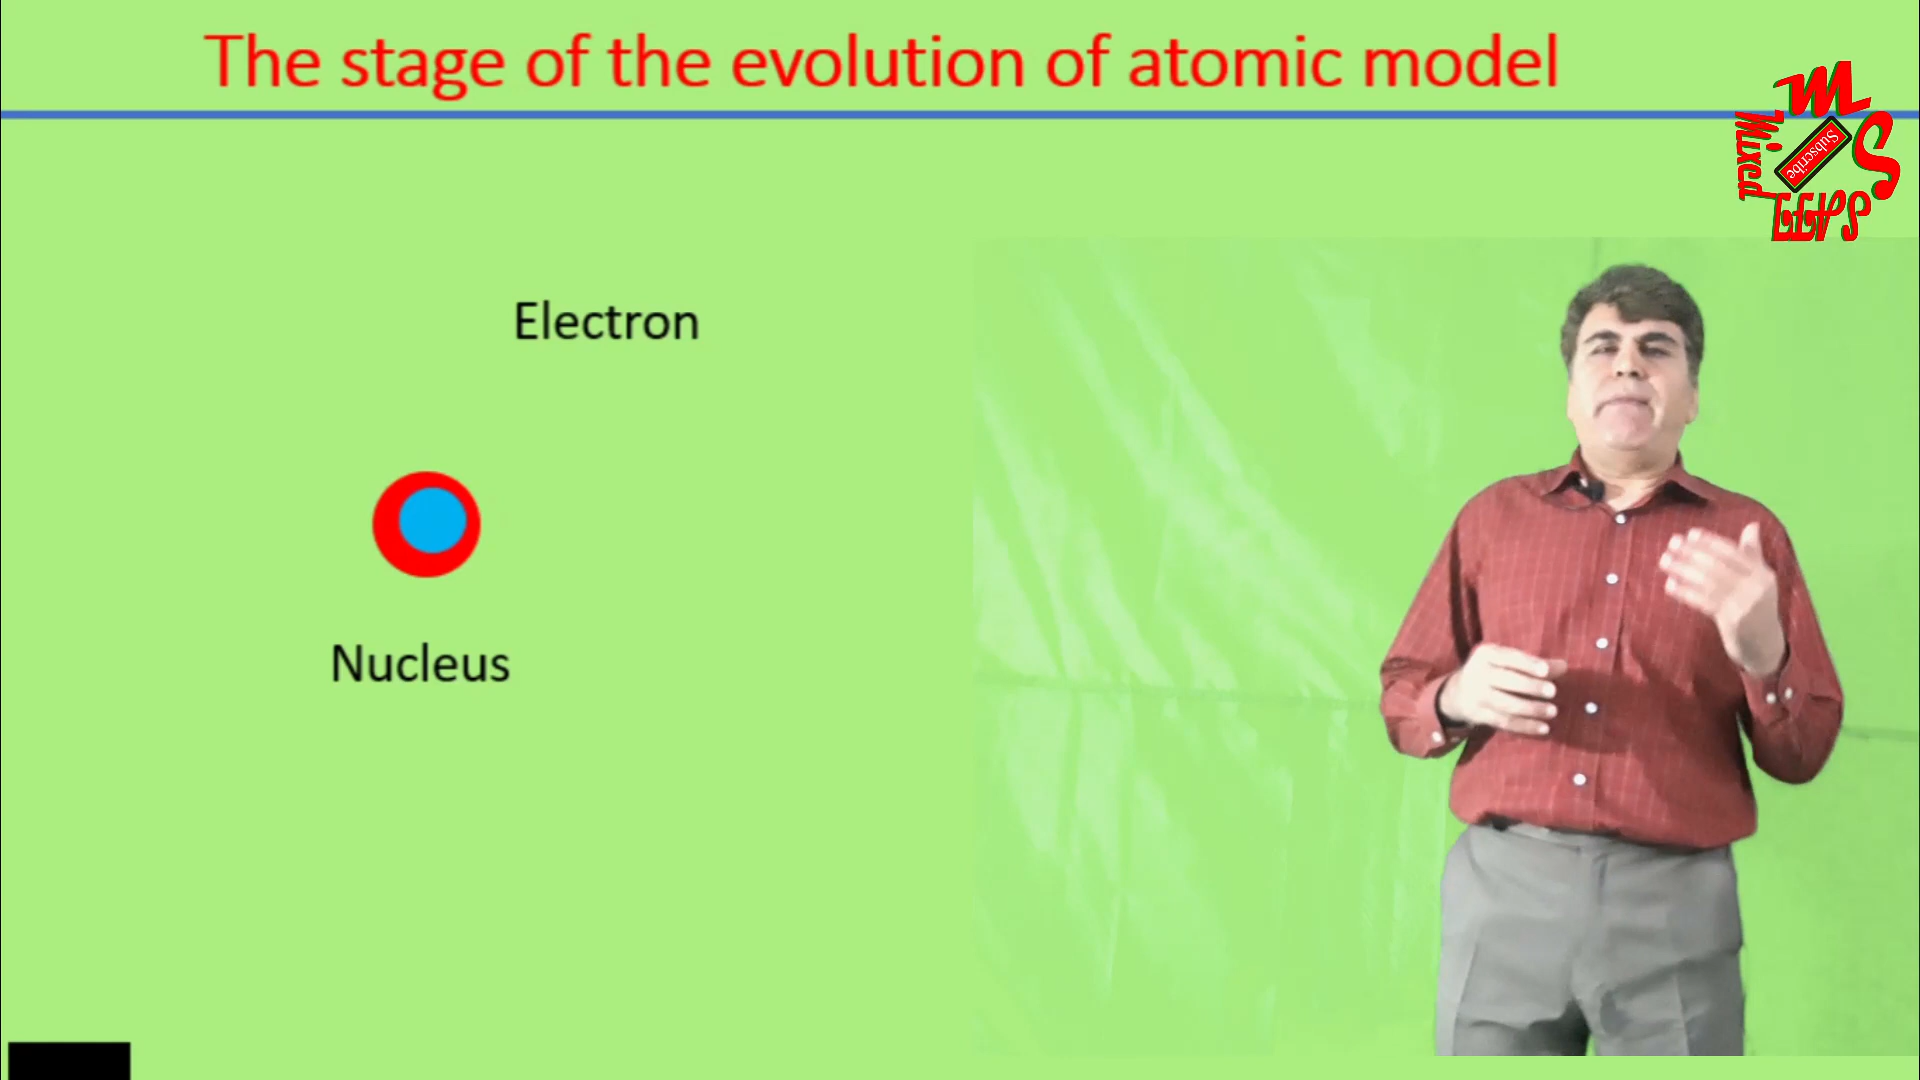 The stage of the evolution of atomic model
M
S
Mixed
Subscribe
Electron
Nucleus